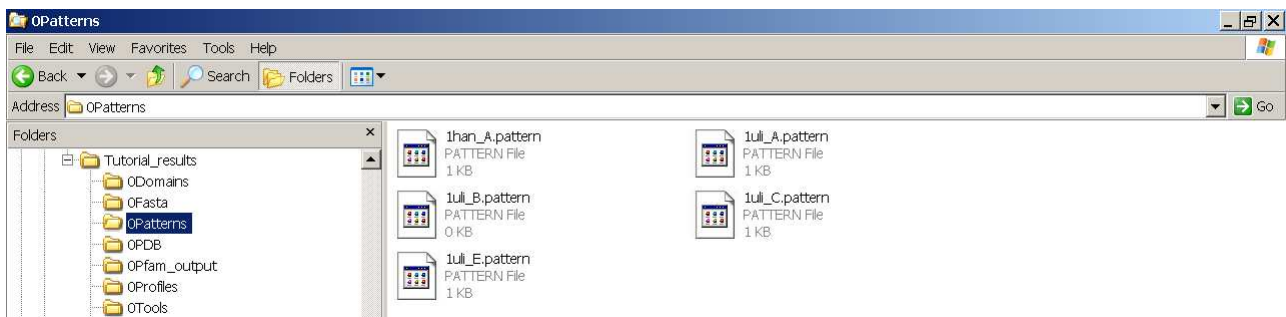 0Patterns
File Edit View Favorites Tools Help
Back Search Folders
Address 0Patterns Go
Folders x
Tutorial_results
0Domains
0Fasta
0Patterns
0PDB
0Pfam_output
0Profiles
0Tools
1han_A.pattern
PATTERN File
1 KB
1uli_A.pattern
PATTERN File
1 KB
1uli_B.pattern
PATTERN File
0 KB
1uli_C.pattern
PATTERN File
1 KB
1uli_E.pattern
PATTERN File
1 KB